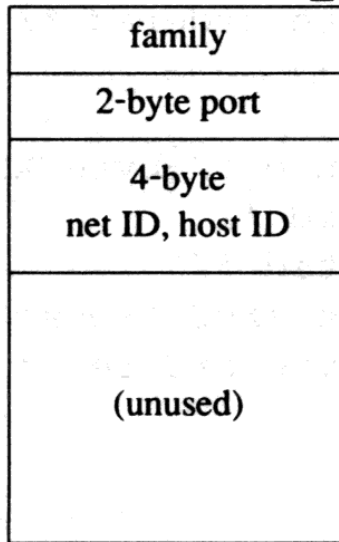 family
2-byte port
4-byte
net ID, host ID
(unused)